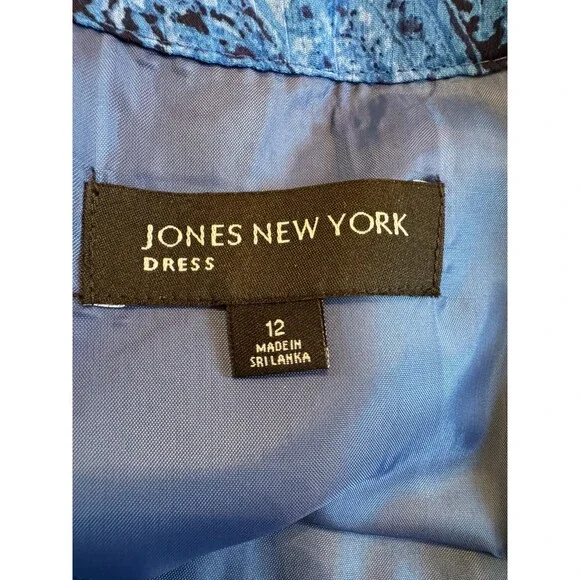 JONES NEW YORK
DRESS
12
MADE IN
SRI LANKA